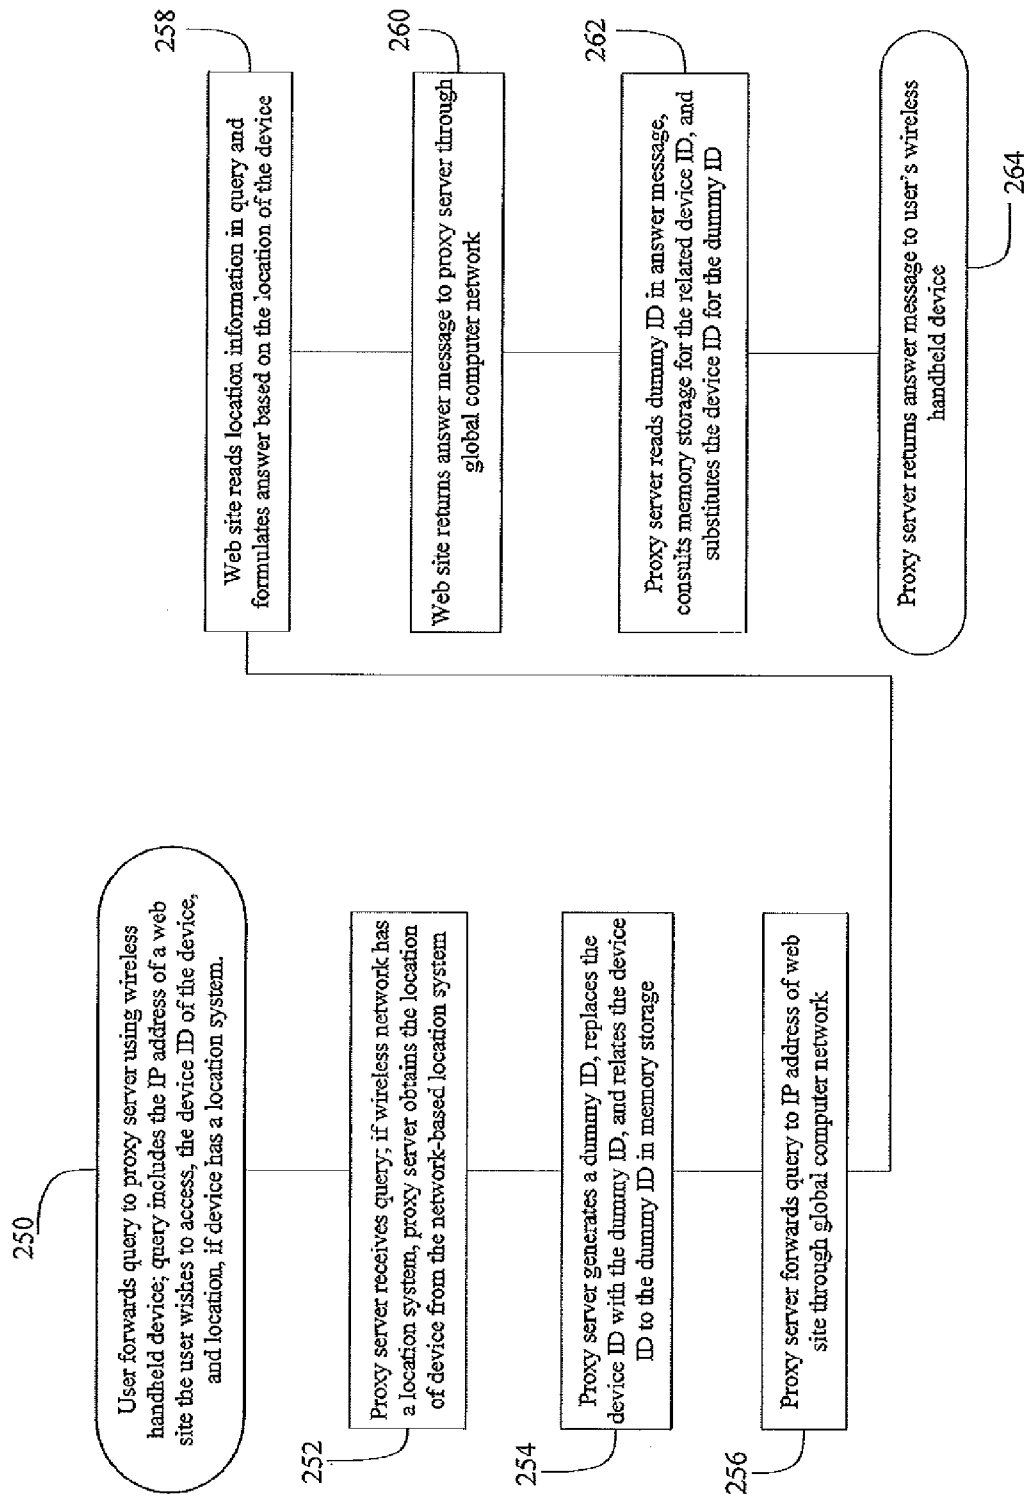 250
User forwards query to proxy server using wireless
handheld device; query includes the IP address of a web
site the user wishes to access, the device ID of the device,
and location, if device has a location system.
252
Proxy server receives query; if wireless network has
a location system, proxy server obtains the location
of device from the network-based location system
254
Proxy server generates a dummy ID, replaces the
device ID with the dummy ID, and relates the device
ID to the dummy ID in memory storage
256
Proxy server forwards query to IP address of web
site through global computer network
258
Web site reads location information in query and
formulates answer based on the location of the device
260
Web site returns answer message to proxy server through
global computer network
262
Proxy server reads dummy ID in answer message,
consults memory storage for the related device ID, and
substitutes the device ID for the dummy ID
264
Proxy server returns answer message to user's wireless
handheld device